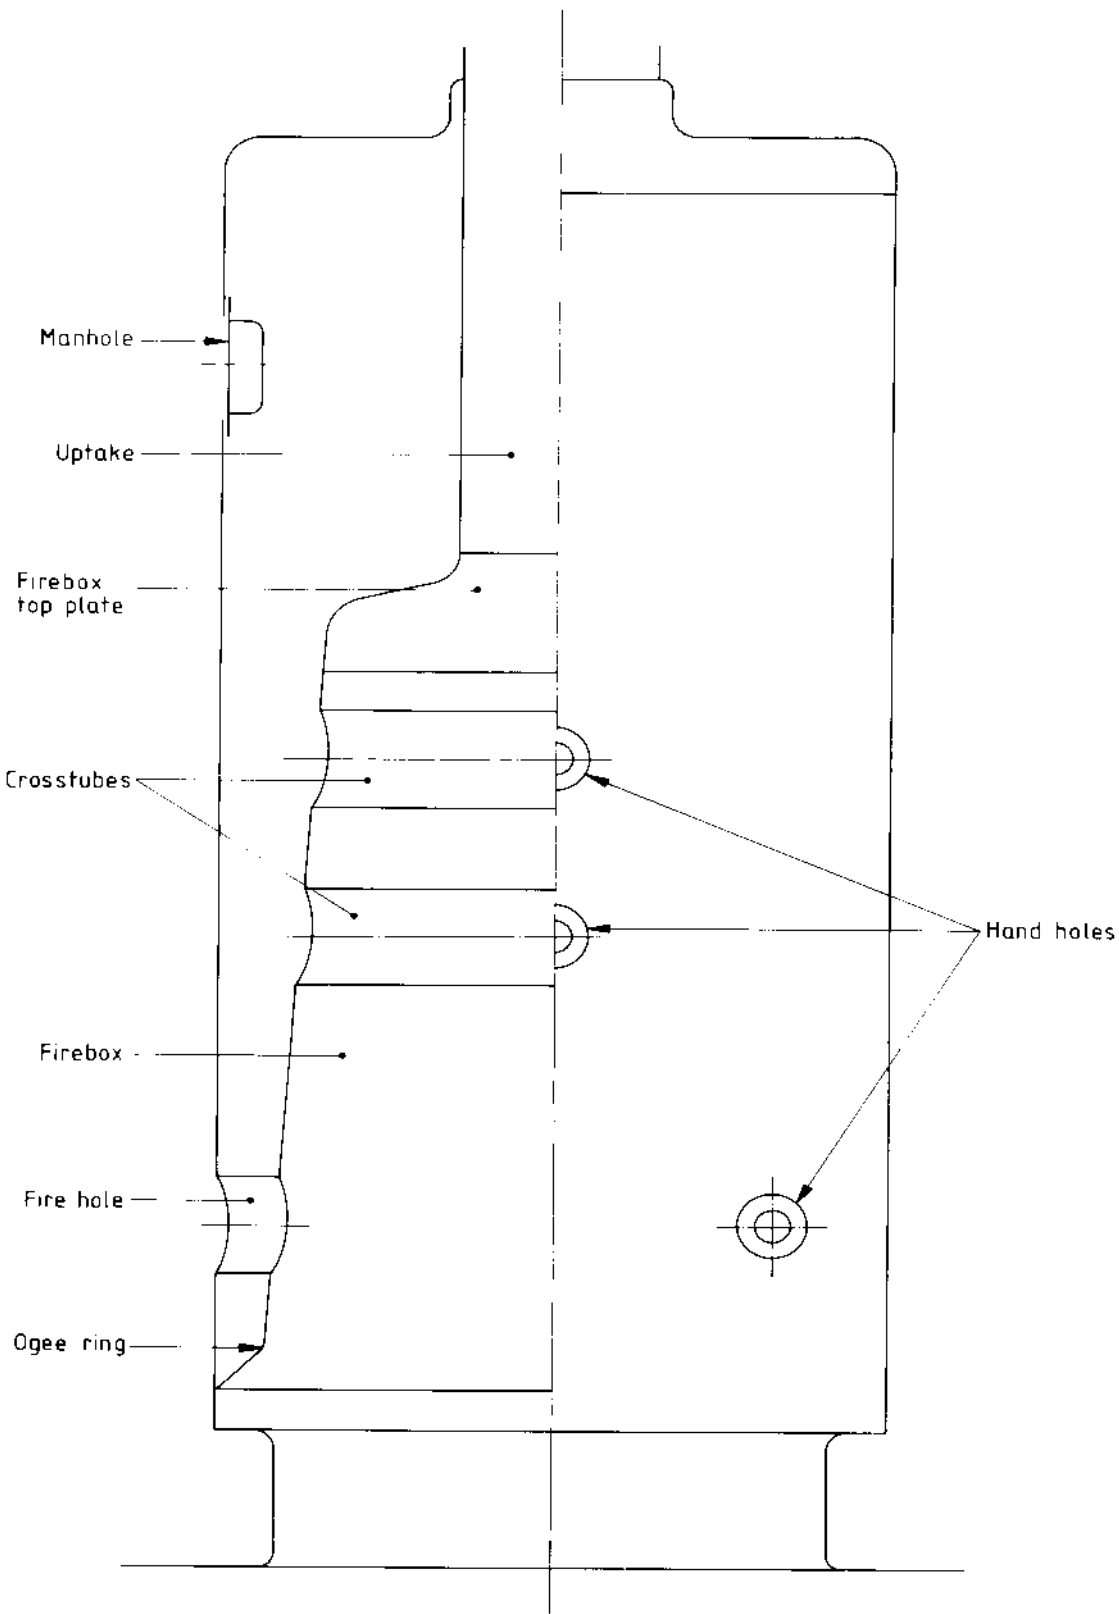 Manhole
Uptake
Firebox
top plate
Crosstubes
Hand holes
Firebox
Fire hole
Ogee ring